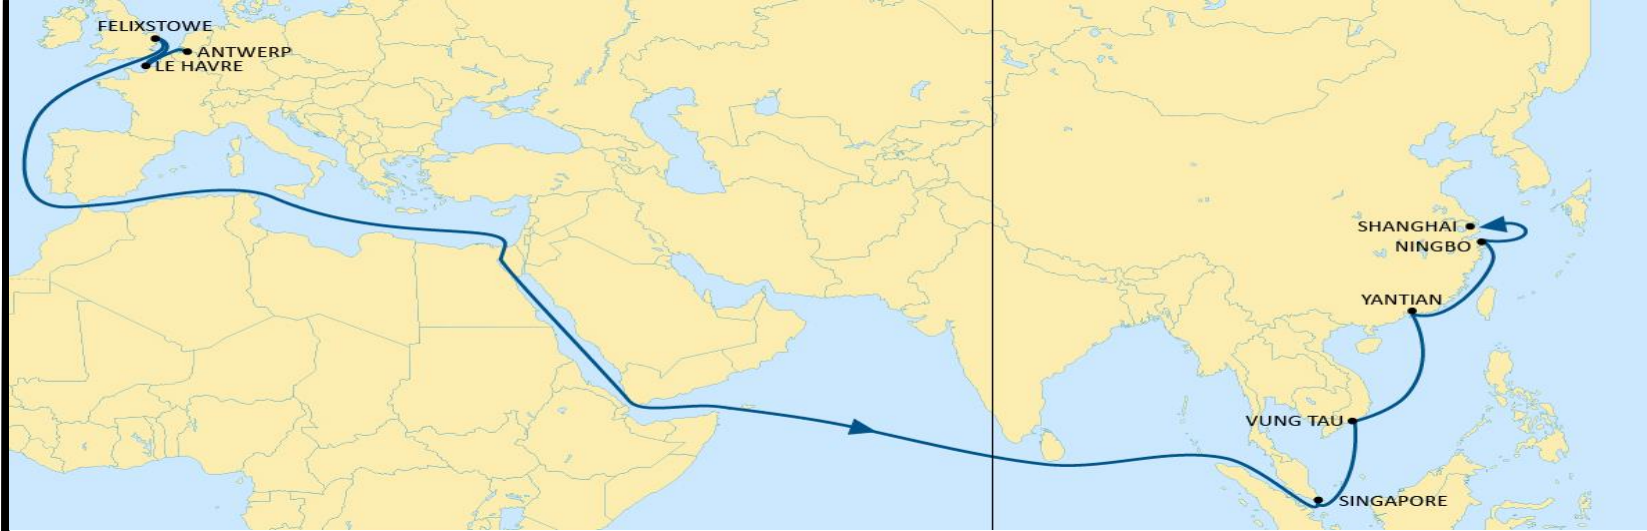 FELIXSTOWE
ANTWERP
LE HAVRE
SHANGHAI
NINGBO
YANTIAN
VUNG TAU
SINGAPORE